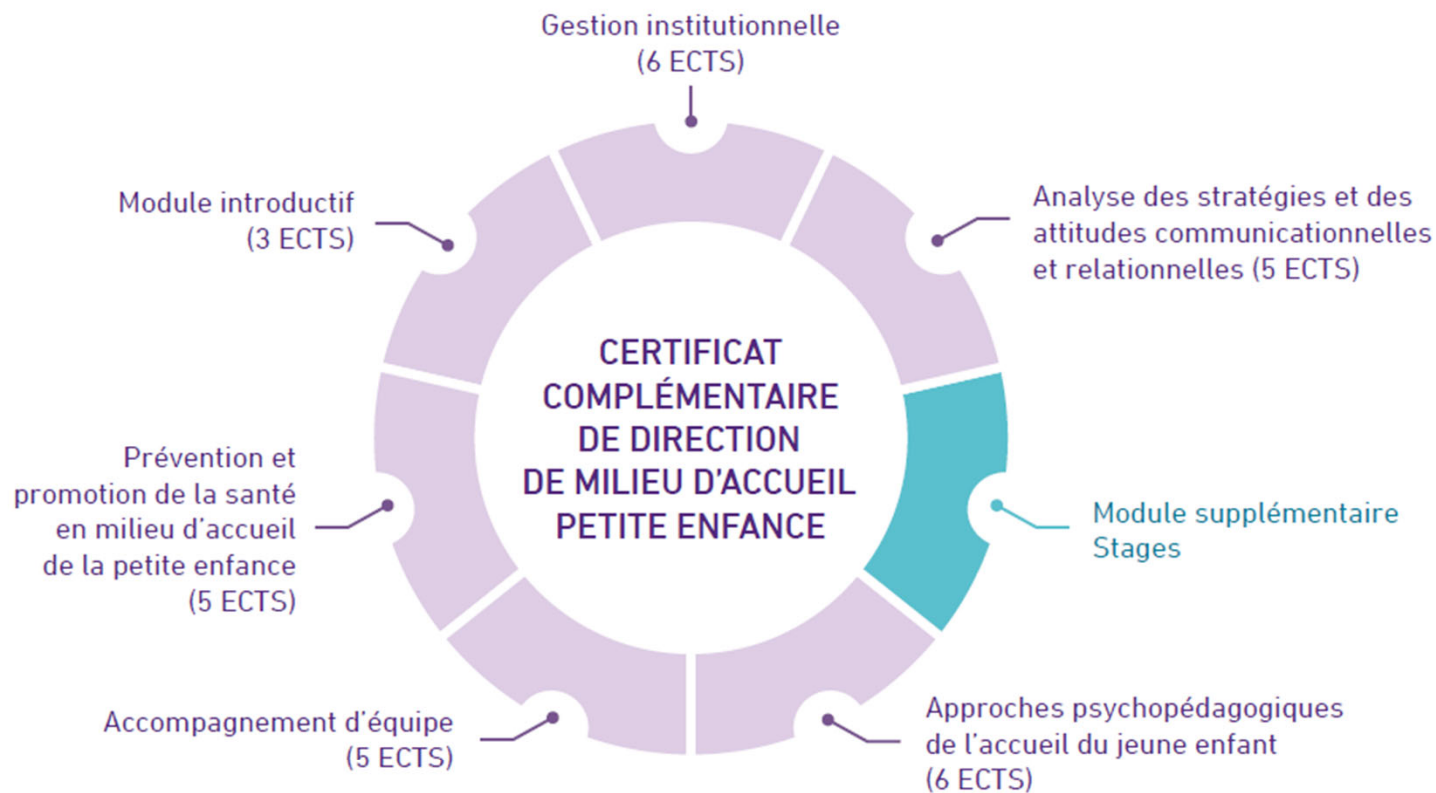 Gestion institutionnelle
(6 ECTS)
Module introductif
(3 ECTS)
Analyse des stratégies et des
attitudes communicationnelles
et relationnelles (5 ECTS)
CERTIFICAT
COMPLÉMENTAIRE
DE DIRECTION
DE MILIEU D’ACCUEIL
PETITE ENFANCE
Prévention et
promotion de la santé
en milieu d’accueil
de la petite enfance
(5 ECTS)
Module supplémentaire
Stages
Accompagnement d’équipe
(5 ECTS)
Approches psychopédagogiques
de l’accueil du jeune enfant
(6 ECTS)